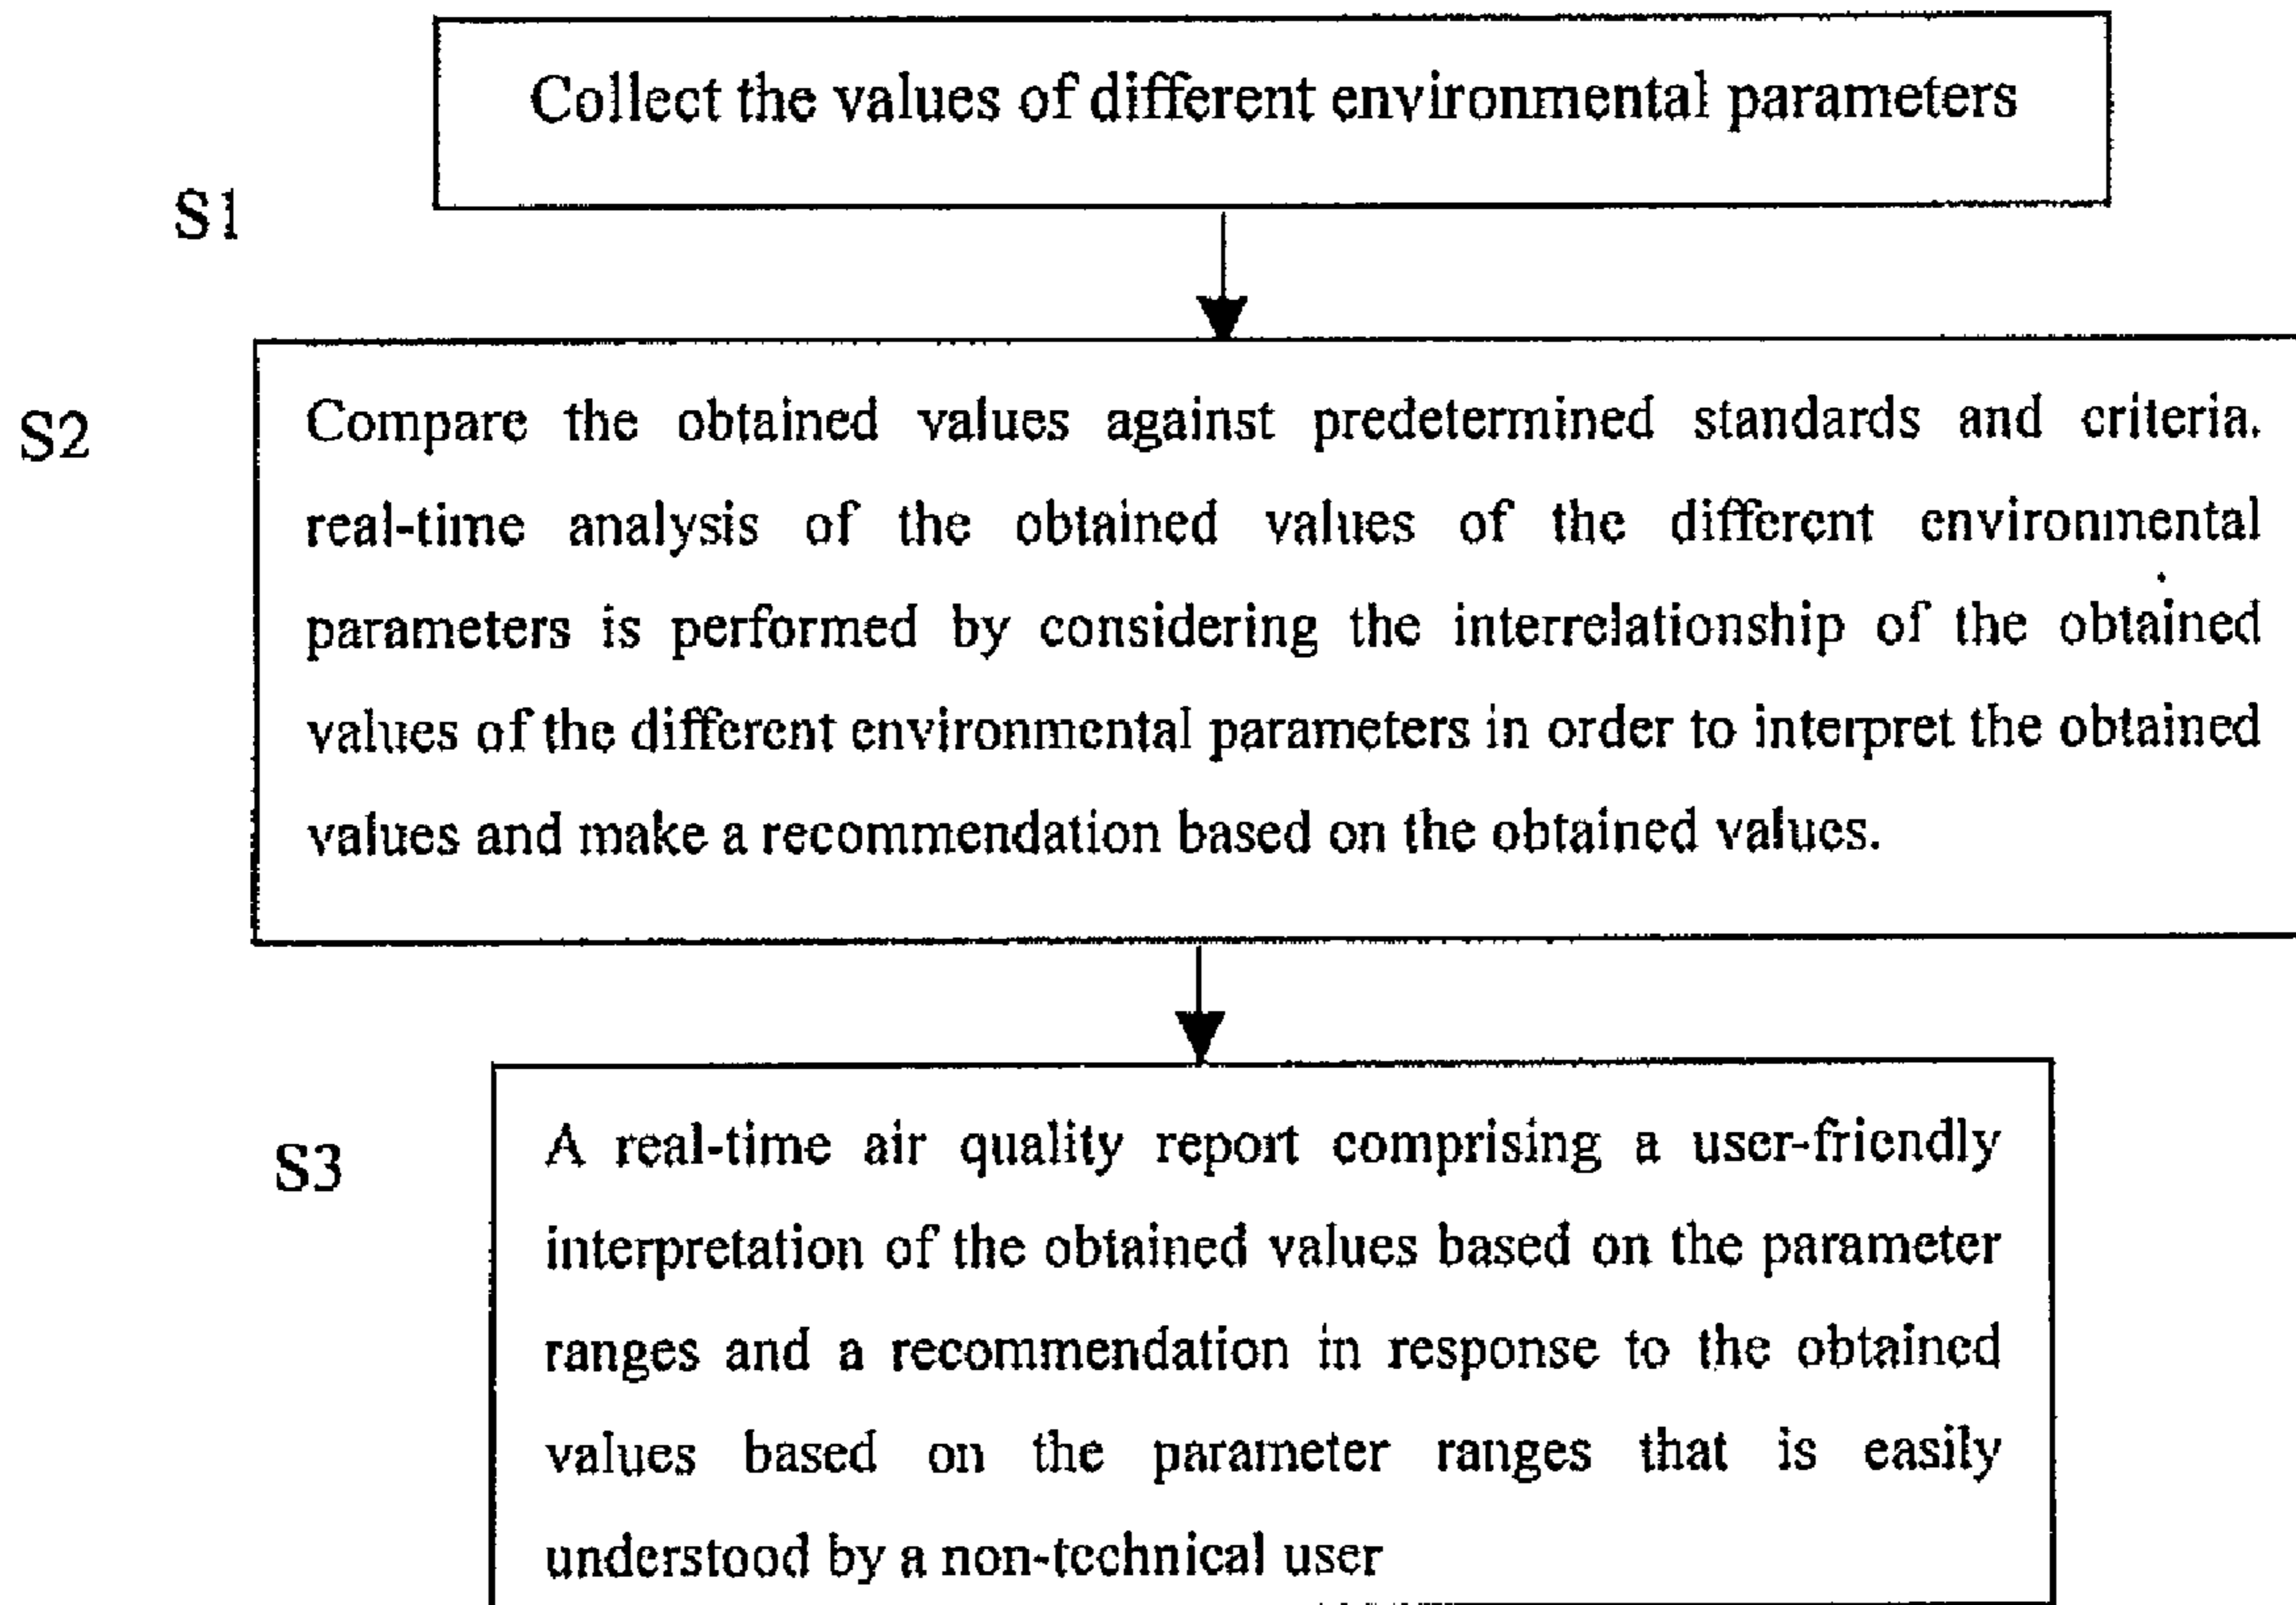 Collect the values of different environmental parameters
S1
S2
Compare the obtained values against predetermined standards and criteria.
real-time analysis of the obtained values of the different environmental
parameters is performed by considering the interrelationship of the obtained
values of the different environmental parameters in order to interpret the obtained
values and make a recommendation based on the obtained values.
S3
A real-time air quality report comprising a user-friendly
interpretation of the obtained values based on the parameter
ranges and a recommendation in response to the obtained
values based on the parameter ranges that is easily
understood by a non-technical user